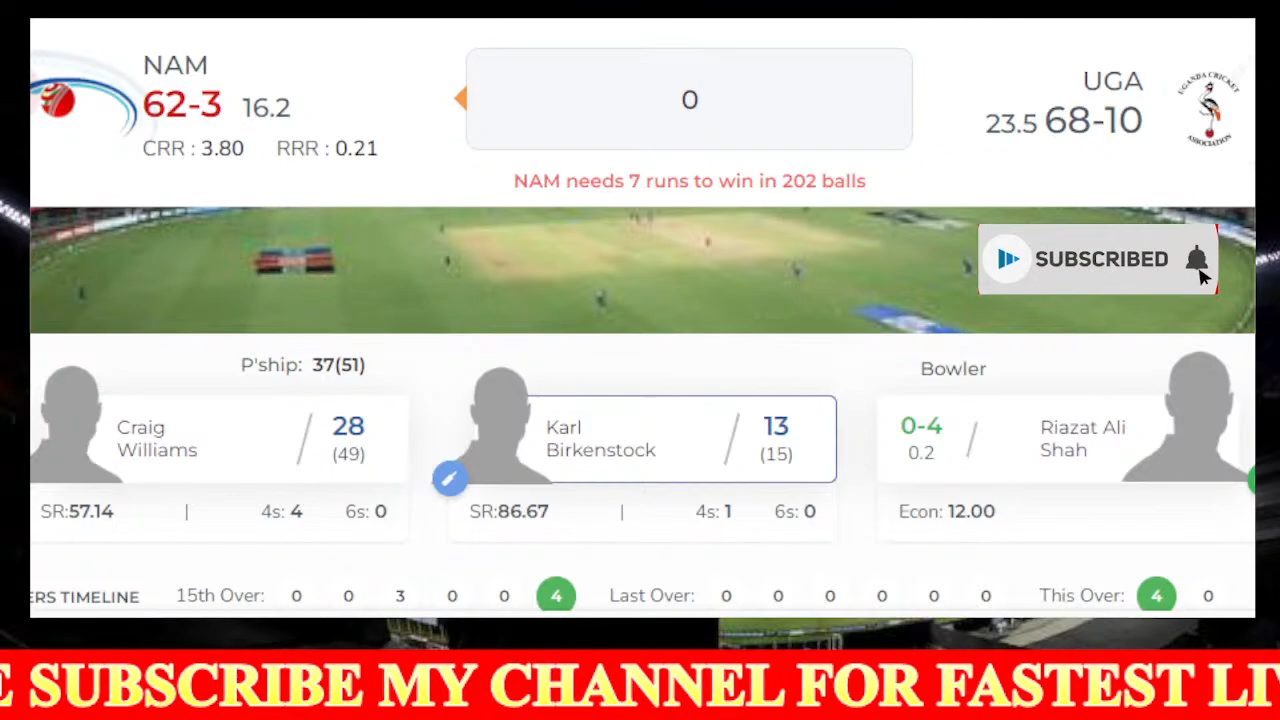 NAM
62-3 16.2
CRR : 3.80 RRR : 0.21
0
UGA
23.5 68-10
UGANDA CRICKET
ASSOCIATION
NAM needs 7 runs to win in 202 balls
SUBSCRIBED
P'ship: 37(51)
Craig
Williams
28
(49)
SR:57.14 | 4s: 4 6s: 0
Karl
Birkenstock
13
(15)
SR:86.67 | 4s: 1 6s: 0
Bowler
0-4
0.2
Riazat Ali
Shah
Econ: 12.00
ERS TIMELINE 15th Over: 0 0 3 0 0 4 Last Over: 0 0 0 0 0 0 This Over: 4 0
E SUBSCRIBE MY CHANNEL FOR FASTEST LIV